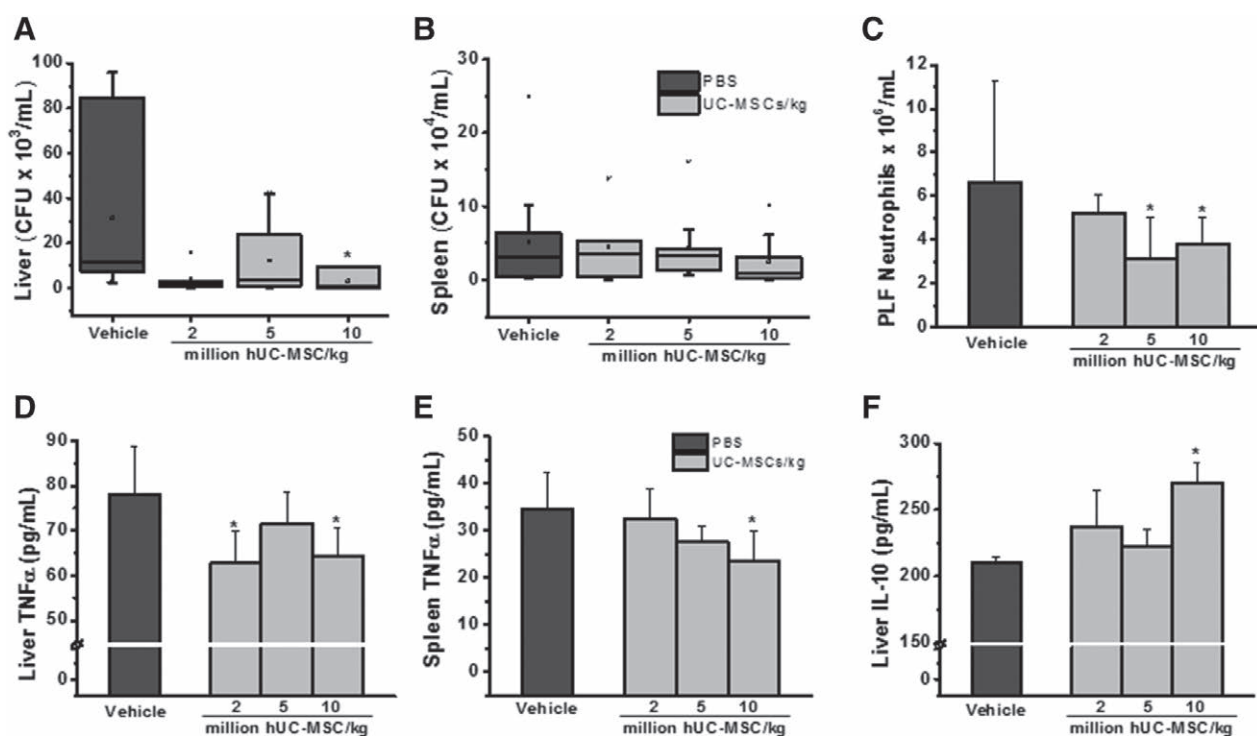 A
Liver (CFU x 10³/mL)
100
80
60
40
20
0
*
Vehicle
2 5 10
million hUC-MSC/kg
B
Spleen (CFU x 10⁴/mL)
30
20
10
0
PBS
UC-MSCs/kg
Vehicle
2 5 10
million hUC-MSC/kg
C
PLF Neutrophils x 10⁶/mL
12
10
8
6
4
2
0
* *
Vehicle
2 5 10
million hUC-MSC/kg
D
Liver TNFα (pg/mL)
90
80
70
60
50
0
* *
Vehicle
2 5 10
million hUC-MSC/kg
E
Spleen TNFα (pg/mL)
50
40
30
20
10
0
PBS
UC-MSCs/kg
*
Vehicle
2 5 10
million hUC-MSC/kg
F
Liver IL-10 (pg/mL)
300
250
200
150
0
*
Vehicle
2 5 10
million hUC-MSC/kg